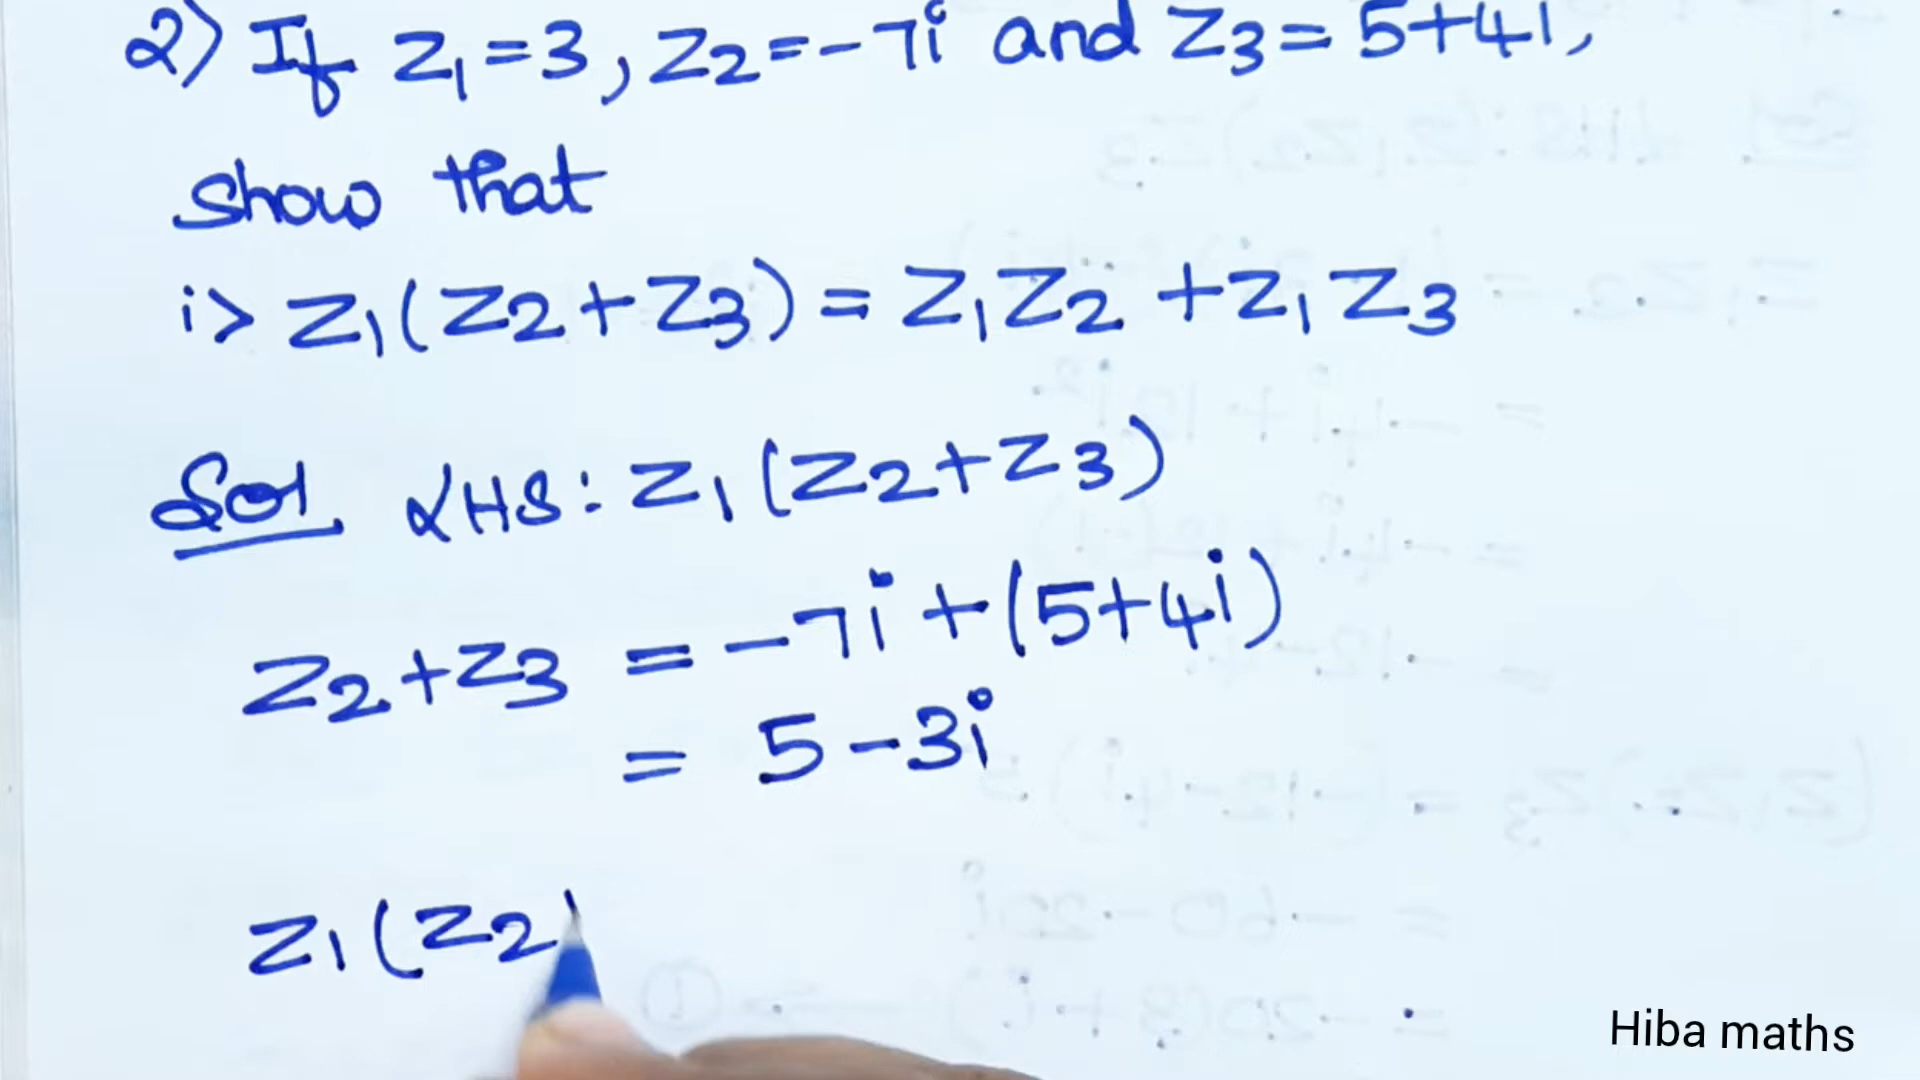 2) If z₁=3, z₂=-7i and z₃=5+4i,
show that
i> z₁(z₂+z₃) = z₁z₂ + z₁z₃
Sol LHS: z₁(z₂+z₃)
z₂+z₃ = -7i+(5+4i)
= 5-3i
z₁(z₂
Hiba maths